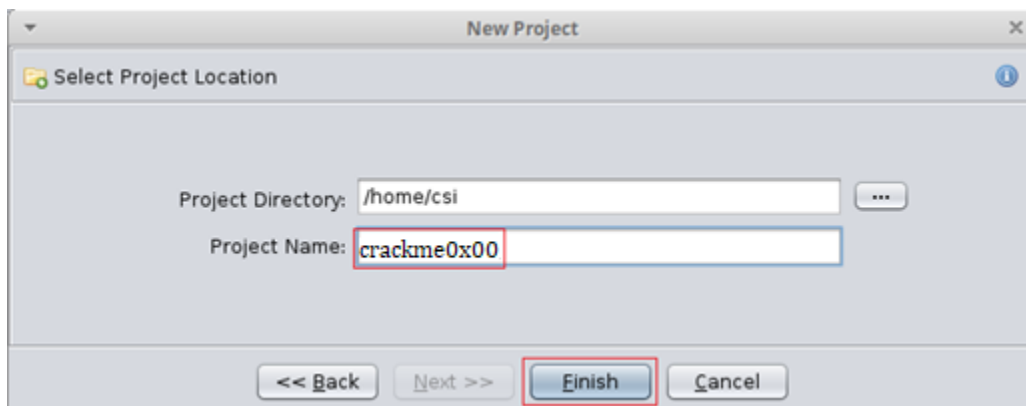 New Project
Select Project Location
Project Directory: /home/csi ...
Project Name: crackme0x00
<< Back Next >> Finish Cancel